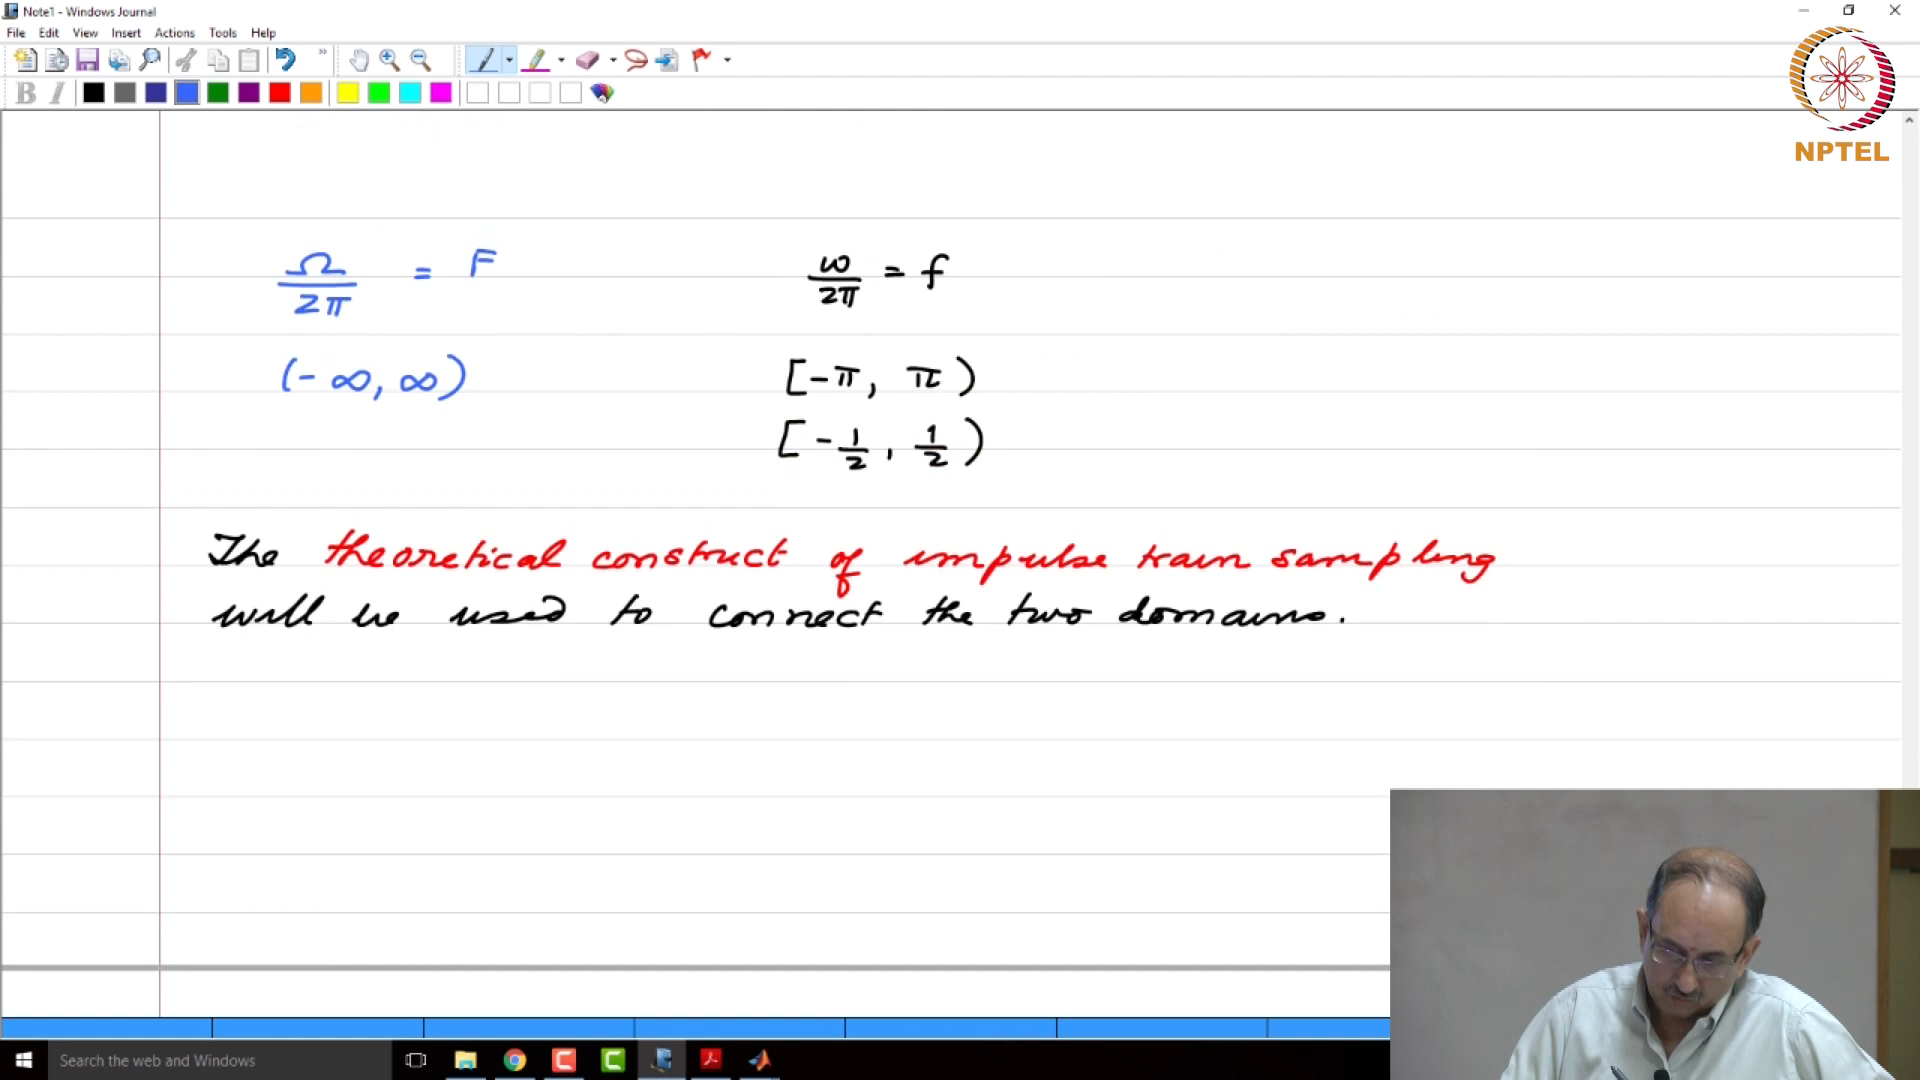 Note1 - Windows Journal
File Edit View Insert Actions Tools Help
B I
NPTEL
Ω/2π = F
ω/2π = f
(-∞, ∞)
[-π, π)
[-1/2, 1/2)
The theoretical construct of impulse train sampling
will be used to connect the two domains.
Search the web and Windows